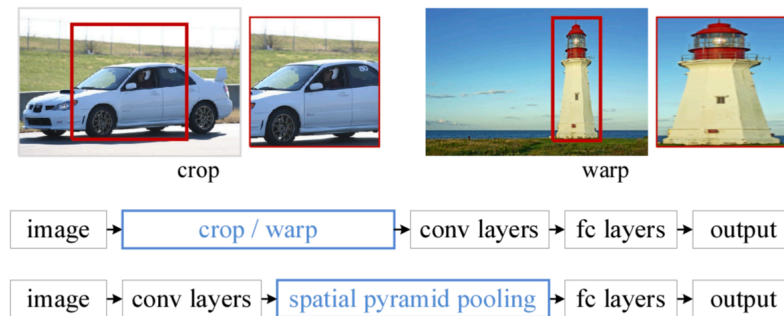 crop
warp
image crop / warp conv layers fc layers output
image conv layers spatial pyramid pooling fc layers output